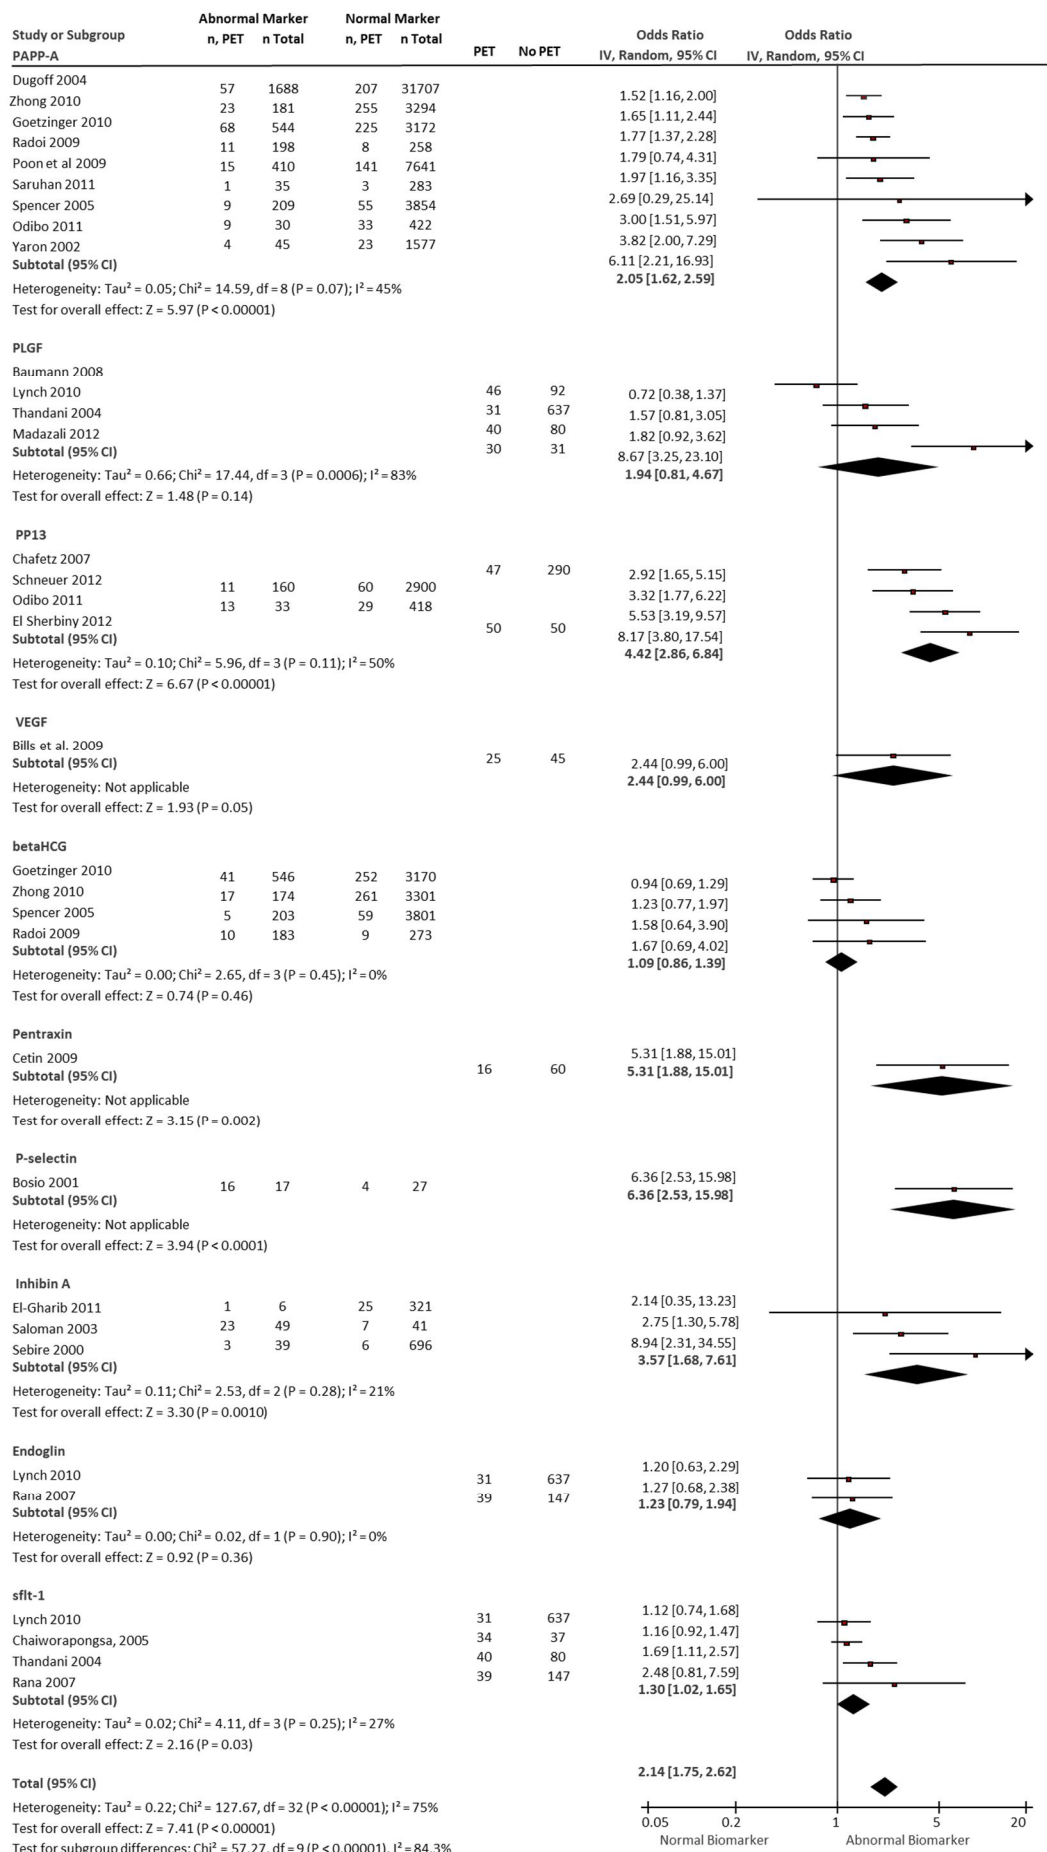 Abnormal Marker Normal Marker
Study or Subgroup n, PET n Total n, PET n Total PET No PET Odds Ratio Odds Ratio
PAPP-A IV, Random, 95% CI IV, Random, 95% CI
Dugoff 2004 57 1688 207 31707 1.52 [1.16, 2.00]
Zhong 2010 23 181 255 3294 1.65 [1.11, 2.44]
Goetzinger 2010 68 544 225 3172 1.77 [1.37, 2.28]
Radoi 2009 11 198 8 258 1.79 [0.74, 4.31]
Poon et al 2009 15 410 141 7641 1.97 [1.16, 3.35]
Saruhan 2011 1 35 3 283 2.69 [0.29, 25.14]
Spencer 2005 9 209 55 3854 3.00 [1.51, 5.97]
Odibo 2011 9 30 33 422 3.82 [2.00, 7.29]
Yaron 2002 4 45 23 1577 6.11 [2.21, 16.93]
Subtotal (95% CI) 2.05 [1.62, 2.59]
Heterogeneity: Tau² = 0.05; Chi² = 14.59, df = 8 (P = 0.07); I² = 45%
Test for overall effect: Z = 5.97 (P < 0.00001)
PLGF
Baumann 2008 46 92 0.72 [0.38, 1.37]
Lynch 2010 31 637 1.57 [0.81, 3.05]
Thandani 2004 40 80 1.82 [0.92, 3.62]
Madazali 2012 30 31 8.67 [3.25, 23.10]
Subtotal (95% CI) 1.94 [0.81, 4.67]
Heterogeneity: Tau² = 0.66; Chi² = 17.44, df = 3 (P = 0.0006); I² = 83%
Test for overall effect: Z = 1.48 (P = 0.14)
PP13
Chafetz 2007 47 290 2.92 [1.65, 5.15]
Schneuer 2012 11 160 60 2900 3.32 [1.77, 6.22]
Odibo 2011 13 33 29 418 5.53 [3.19, 9.57]
El Sherbiny 2012 50 50 8.17 [3.80, 17.54]
Subtotal (95% CI) 4.42 [2.86, 6.84]
Heterogeneity: Tau² = 0.10; Chi² = 5.96, df = 3 (P = 0.11); I² = 50%
Test for overall effect: Z = 6.67 (P < 0.00001)
VEGF
Bills et al. 2009 25 45 2.44 [0.99, 6.00]
Subtotal (95% CI) 2.44 [0.99, 6.00]
Heterogeneity: Not applicable
Test for overall effect: Z = 1.93 (P = 0.05)
betaHCG
Goetzinger 2010 41 546 252 3170 0.94 [0.69, 1.29]
Zhong 2010 17 174 261 3301 1.23 [0.77, 1.97]
Spencer 2005 5 203 59 3801 1.58 [0.64, 3.90]
Radoi 2009 10 183 9 273 1.67 [0.69, 4.02]
Subtotal (95% CI) 1.09 [0.86, 1.39]
Heterogeneity: Tau² = 0.00; Chi² = 2.65, df = 3 (P = 0.45); I² = 0%
Test for overall effect: Z = 0.74 (P = 0.46)
Pentraxin
Cetin 2009 16 60 5.31 [1.88, 15.01]
Subtotal (95% CI) 5.31 [1.88, 15.01]
Heterogeneity: Not applicable
Test for overall effect: Z = 3.15 (P = 0.002)
P-selectin
Bosio 2001 16 17 4 27 6.36 [2.53, 15.98]
Subtotal (95% CI) 6.36 [2.53, 15.98]
Heterogeneity: Not applicable
Test for overall effect: Z = 3.94 (P < 0.0001)
Inhibin A
El-Gharib 2011 1 6 25 321 2.14 [0.35, 13.23]
Saloman 2003 23 49 7 41 2.75 [1.30, 5.78]
Sebire 2000 3 39 6 696 8.94 [2.31, 34.55]
Subtotal (95% CI) 3.57 [1.68, 7.61]
Heterogeneity: Tau² = 0.11; Chi² = 2.53, df = 2 (P = 0.28); I² = 21%
Test for overall effect: Z = 3.30 (P = 0.0010)
Endoglin
Lynch 2010 31 637 1.20 [0.63, 2.29]
Rana 2007 39 147 1.27 [0.68, 2.38]
Subtotal (95% CI) 1.23 [0.79, 1.94]
Heterogeneity: Tau² = 0.00; Chi² = 0.02, df = 1 (P = 0.90); I² = 0%
Test for overall effect: Z = 0.92 (P = 0.36)
sflt-1
Lynch 2010 31 637 1.12 [0.74, 1.68]
Chaiworapongsa, 2005 34 37 1.16 [0.92, 1.47]
Thandani 2004 40 80 1.69 [1.11, 2.57]
Rana 2007 39 147 2.48 [0.81, 7.59]
Subtotal (95% CI) 1.30 [1.02, 1.65]
Heterogeneity: Tau² = 0.02; Chi² = 4.11, df = 3 (P = 0.25); I² = 27%
Test for overall effect: Z = 2.16 (P = 0.03)
Total (95% CI) 2.14 [1.75, 2.62]
Heterogeneity: Tau² = 0.22; Chi² = 127.67, df = 32 (P < 0.00001); I² = 75%
Test for overall effect: Z = 7.41 (P < 0.00001)
Test for subgroup differences: Chi² = 57.27, df = 9 (P < 0.00001), I² = 84.3%
0.05 0.2 1 5 20
Normal Biomarker Abnormal Biomarker